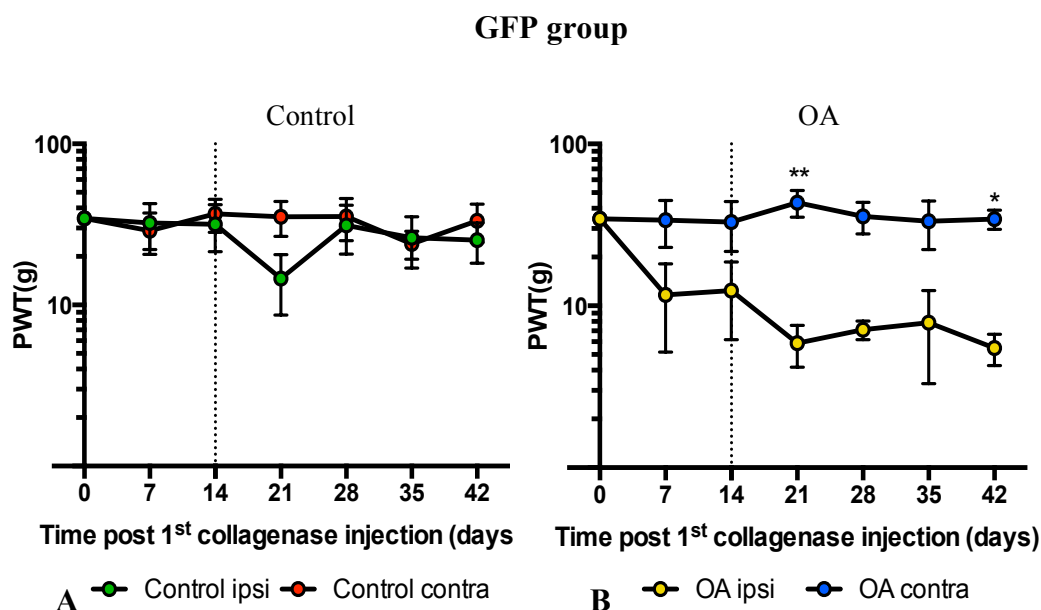 GFP group
Control
100
10
PWT(g)
0 7 14 21 28 35 42
Time post 1st collagenase injection (days
A Control ipsi Control contra
OA
100
10
PWT(g)
**
*
0 7 14 21 28 35 42
Time post 1st collagenase injection (days)
B OA ipsi OA contra